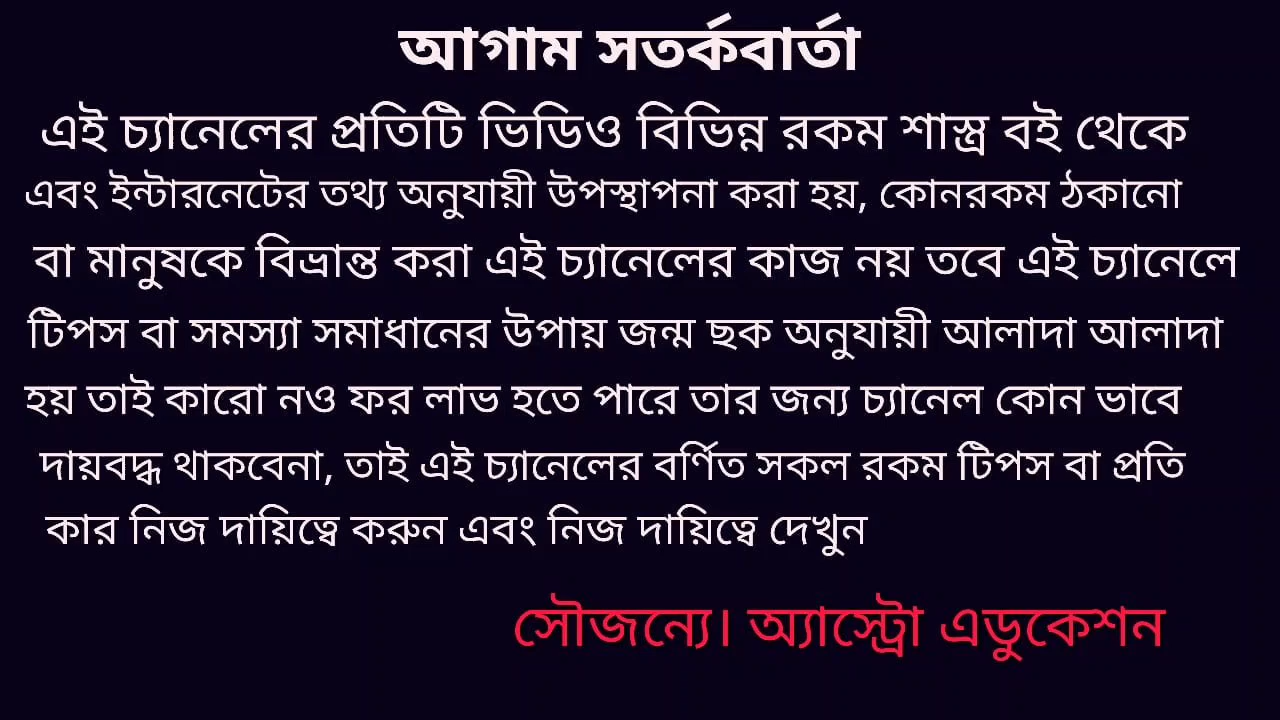 আগাম সতর্কবার্তা
এই চ্যানেলের প্রতিটি ভিডিও বিভিন্ন রকম শাস্ত্র বই থেকে
এবং ইন্টারনেটের তথ্য অনুযায়ী উপস্থাপনা করা হয়, কোনরকম ঠকানো
বা মানুষকে বিভ্রান্ত করা এই চ্যানেলের কাজ নয় তবে এই চ্যানেলে
টিপস বা সমস্যা সমাধানের উপায় জন্ম ছক অনুযায়ী আলাদা আলাদা
হয় তাই কারো নও ফর লাভ হতে পারে তার জন্য চ্যানেল কোন ভাবে
দায়বদ্ধ থাকবেনা, তাই এই চ্যানেলের বর্ণিত সকল রকম টিপস বা প্রতি
কার নিজ দায়িত্বে করুন এবং নিজ দায়িত্বে দেখুন
সৌজন্যে। অ্যাস্ট্রো এডুকেশন